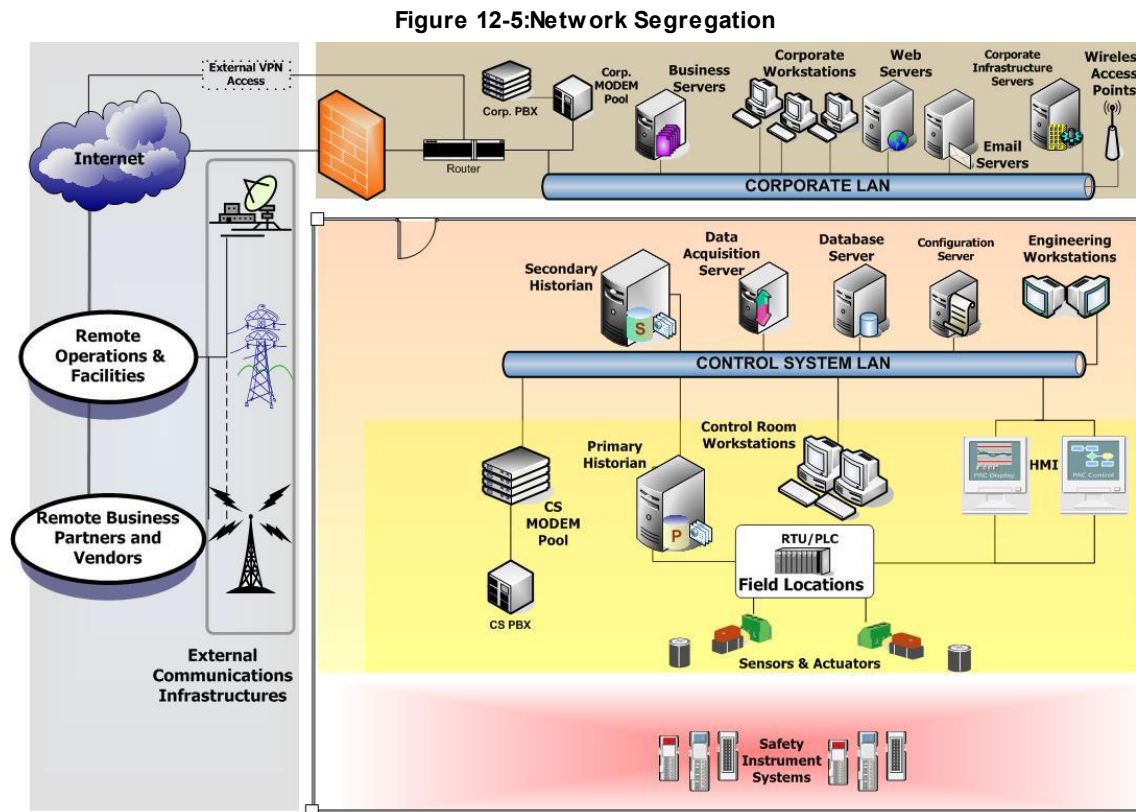 Figure 12-5:Network Segregation
External VPN
Access
Internet
Corp. PBX
Corp.
MODEM
Pool
Router
Business
Servers
Corporate
Workstations
Web
Servers
Email
Servers
Corporate
Infrastructure
Servers
Wireless
Access
Points
CORPORATE LAN
Remote
Operations &
Facilities
Remote Business
Partners and
Vendors
External
Communications
Infrastructures
Secondary
Historian
S
Data
Acquisition
Server
Database
Server
Configuration
Server
Engineering
Workstations
CONTROL SYSTEM LAN
CS
MODEM
Pool
CS PBX
Primary
Historian
P
Control Room
Workstations
PAC Display
HMI
PAC Control
RTU/PLC
Field Locations
Sensors & Actuators
Safety
Instrument
Systems